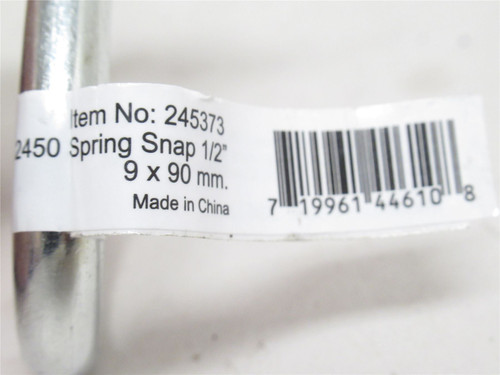 Item No: 245373
2450 Spring Snap 1/2"
9 x 90 mm.
Made in China
7 19961 44610 8